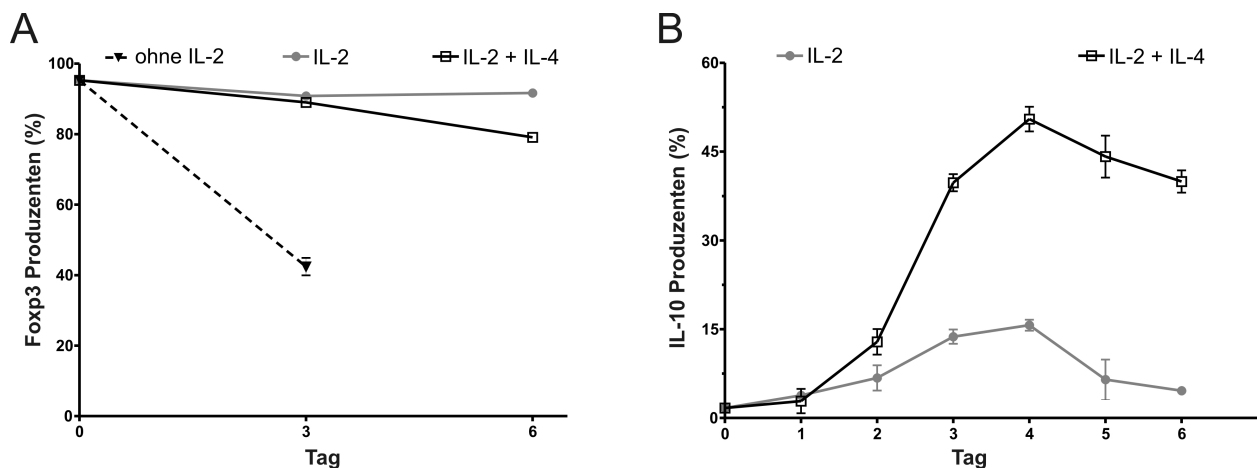 A
ohne IL-2
IL-2
IL-2 + IL-4
Foxp3 Produzenten (%)
100
80
60
40
20
0
0
3
6
Tag
B
IL-2
IL-2 + IL-4
IL-10 Produzenten (%)
60
45
30
15
0
0
1
2
3
4
5
6
Tag